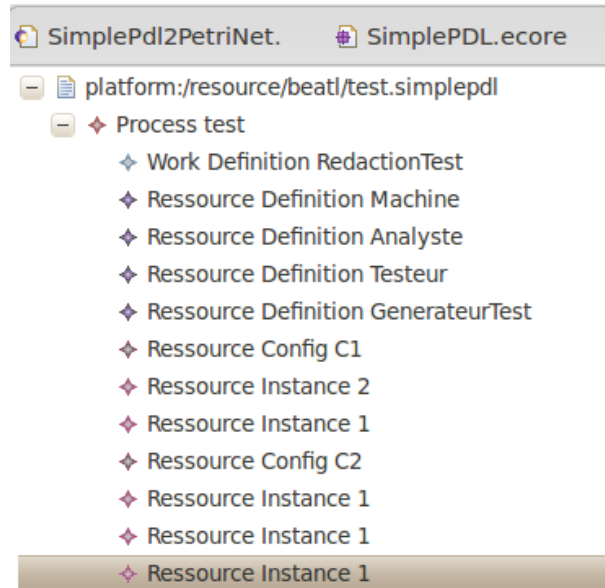 SimplePdl2PetriNet. SimplePDL.ecore
platform:/resource/beatl/test.simplepdl
Process test
Work Definition RedactionTest
Ressource Definition Machine
Ressource Definition Analyste
Ressource Definition Testeur
Ressource Definition GenerateurTest
Ressource Config C1
Ressource Instance 2
Ressource Instance 1
Ressource Config C2
Ressource Instance 1
Ressource Instance 1
Ressource Instance 1